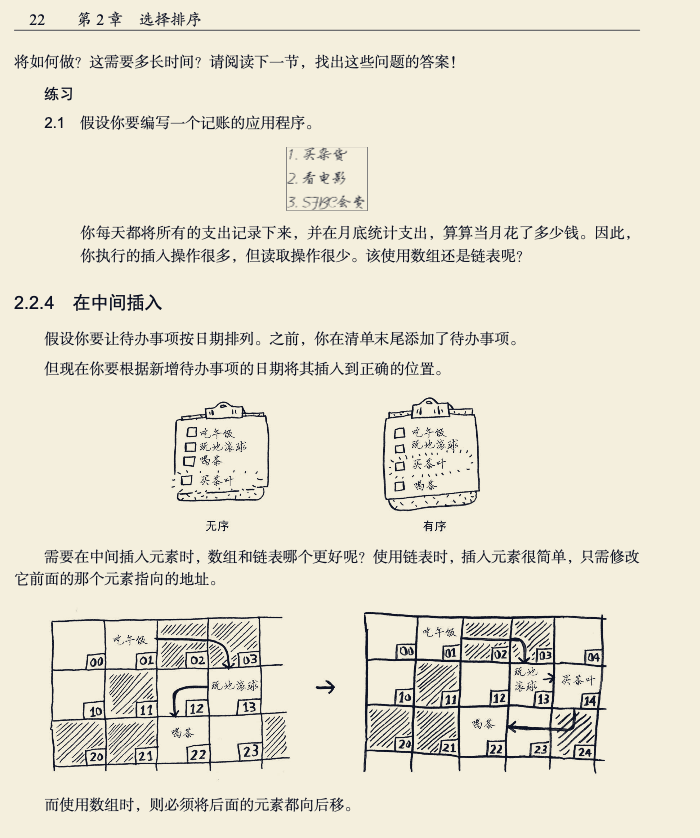 22 第 2 章 选择排序
将如何做？这需要多长时间？请阅读下一节，找出这些问题的答案！
练习
2.1 假设你要编写一个记账的应用程序。
1. 买杂货
2. 看电影
3. SFBC会费
你每天都将所有的支出记录下来，并在月底统计支出，算算当月花了多少钱。因此，
你执行的插入操作很多，但读取操作很少。该使用数组还是链表呢？
2.2.4 在中间插入
假设你要让待办事项按日期排列。之前，你在清单末尾添加了待办事项。
但现在你要根据新增待办事项的日期将其插入到正确的位置。
吃午饭
玩地滚球
喝茶
买茶叶
无序
吃午饭
玩地滚球
买茶叶
喝茶
有序
需要在中间插入元素时，数组和链表哪个更好呢？使用链表时，插入元素很简单，只需修改
它前面的那个元素指向的地址。
吃午饭
00 01 02 03
玩地滚球
10 11 12 13
喝茶
20 21 22 23
吃午饭
00 01 02 03 04
玩地
滚球 买茶叶
10 11 12 13 14
喝茶
20 21 22 23 24
而使用数组时，则必须将后面的元素都向后移。